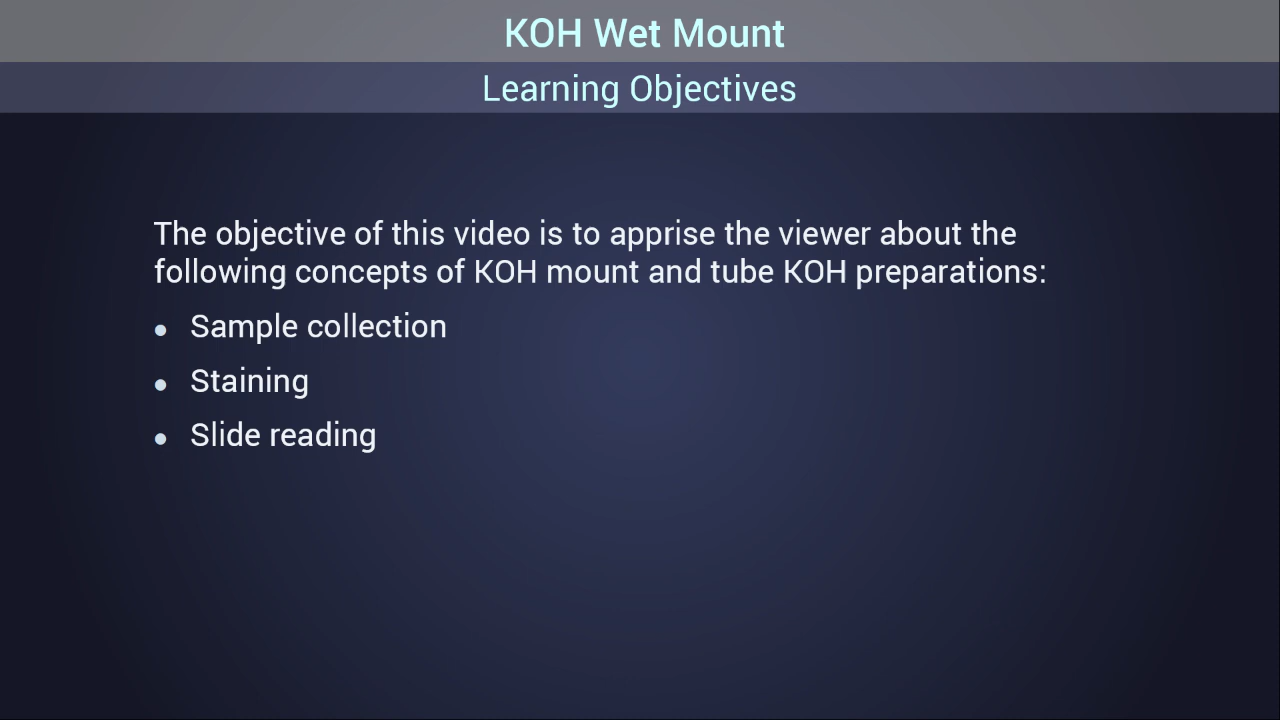 KOH Wet Mount
Learning Objectives
The objective of this video is to apprise the viewer about the
following concepts of KOH mount and tube KOH preparations:
• Sample collection
• Staining
• Slide reading